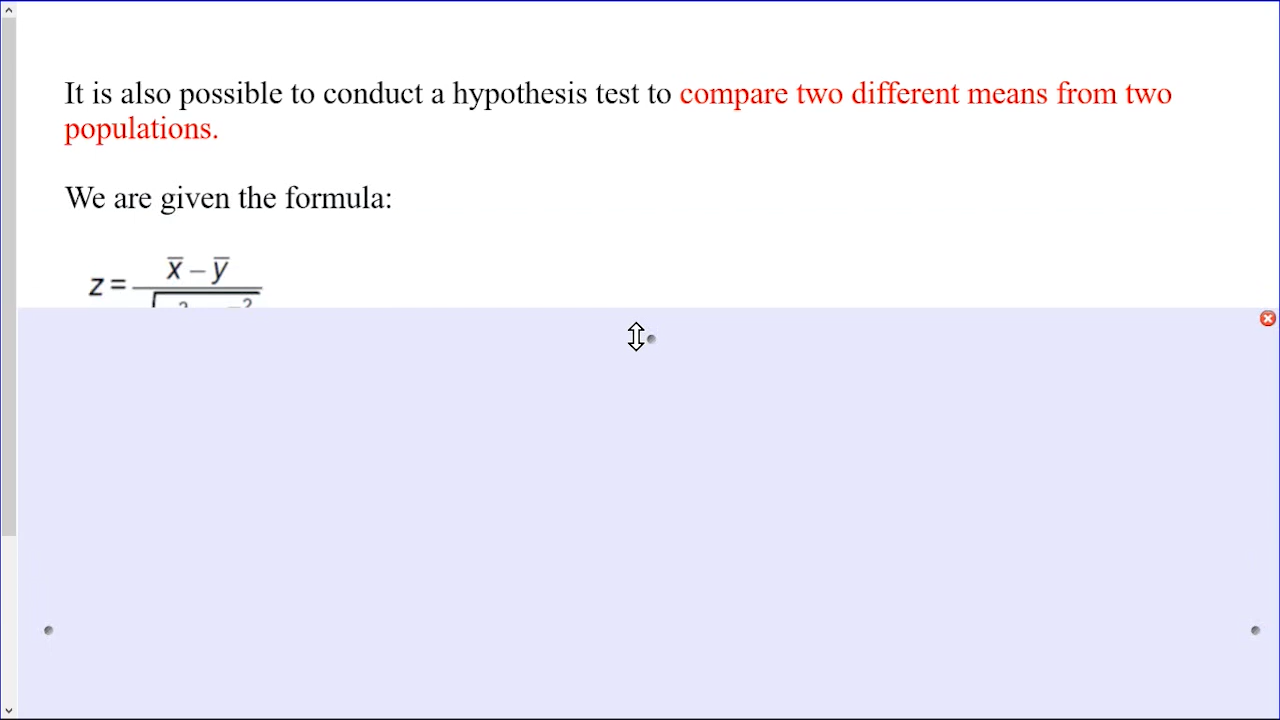 It is also possible to conduct a hypothesis test to compare two different means from two
populations.
We are given the formula:
z = x̄ − ȳ